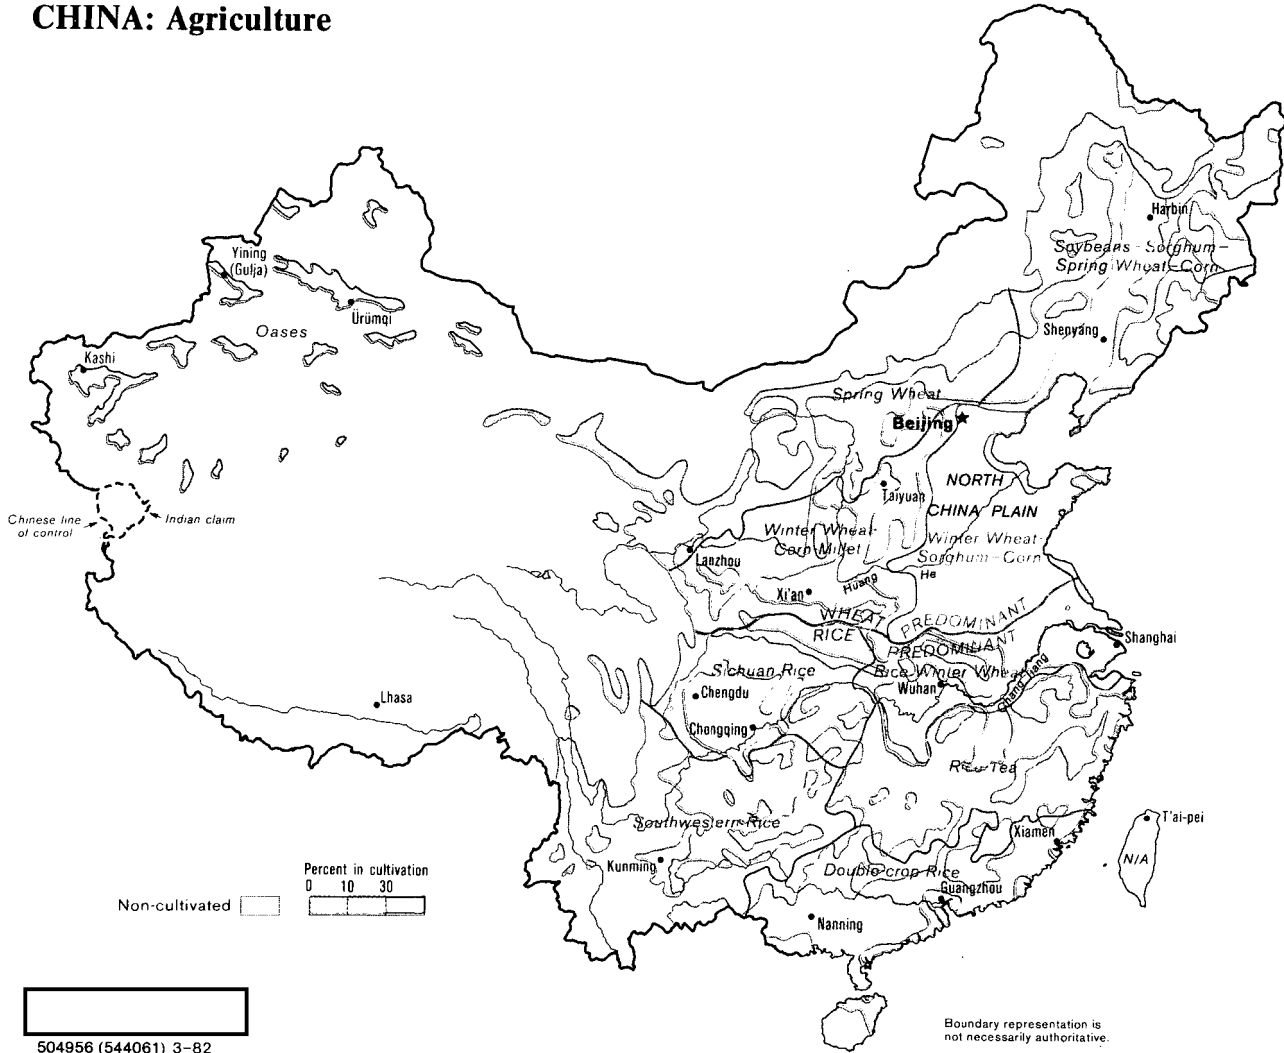 CHINA: Agriculture
Harbin
Soybeans-Sorghum-
Spring Wheat-Corn
Yining
(Gulja)
Ürümqi
Oases
Shenyang
Kashi
Spring Wheat
Beijing
NORTH
CHINA PLAIN
Taiyuan
Chinese line
of control
Indian claim
Winter Wheat-
Corn-Millet
Winter Wheat-
Sorghum-Corn
Lanzhou
Huang
He
Xi'an
WHEAT PREDOMINANT
RICE PREDOMINANT
Shanghai
Sichuan Rice
Rice Winter Wheat
Chang Jiang
Wuhan
Chengdu
Lhasa
Chongqing
Rice-Tea
Southwestern Rice
Xiamen
T'ai-pei
N/A
Kunming
Double crop Rice
Guangzhou
Nanning
Percent in cultivation
0 10 30
Non-cultivated
Boundary representation is
not necessarily authoritative.
504956 (544061) 3-82